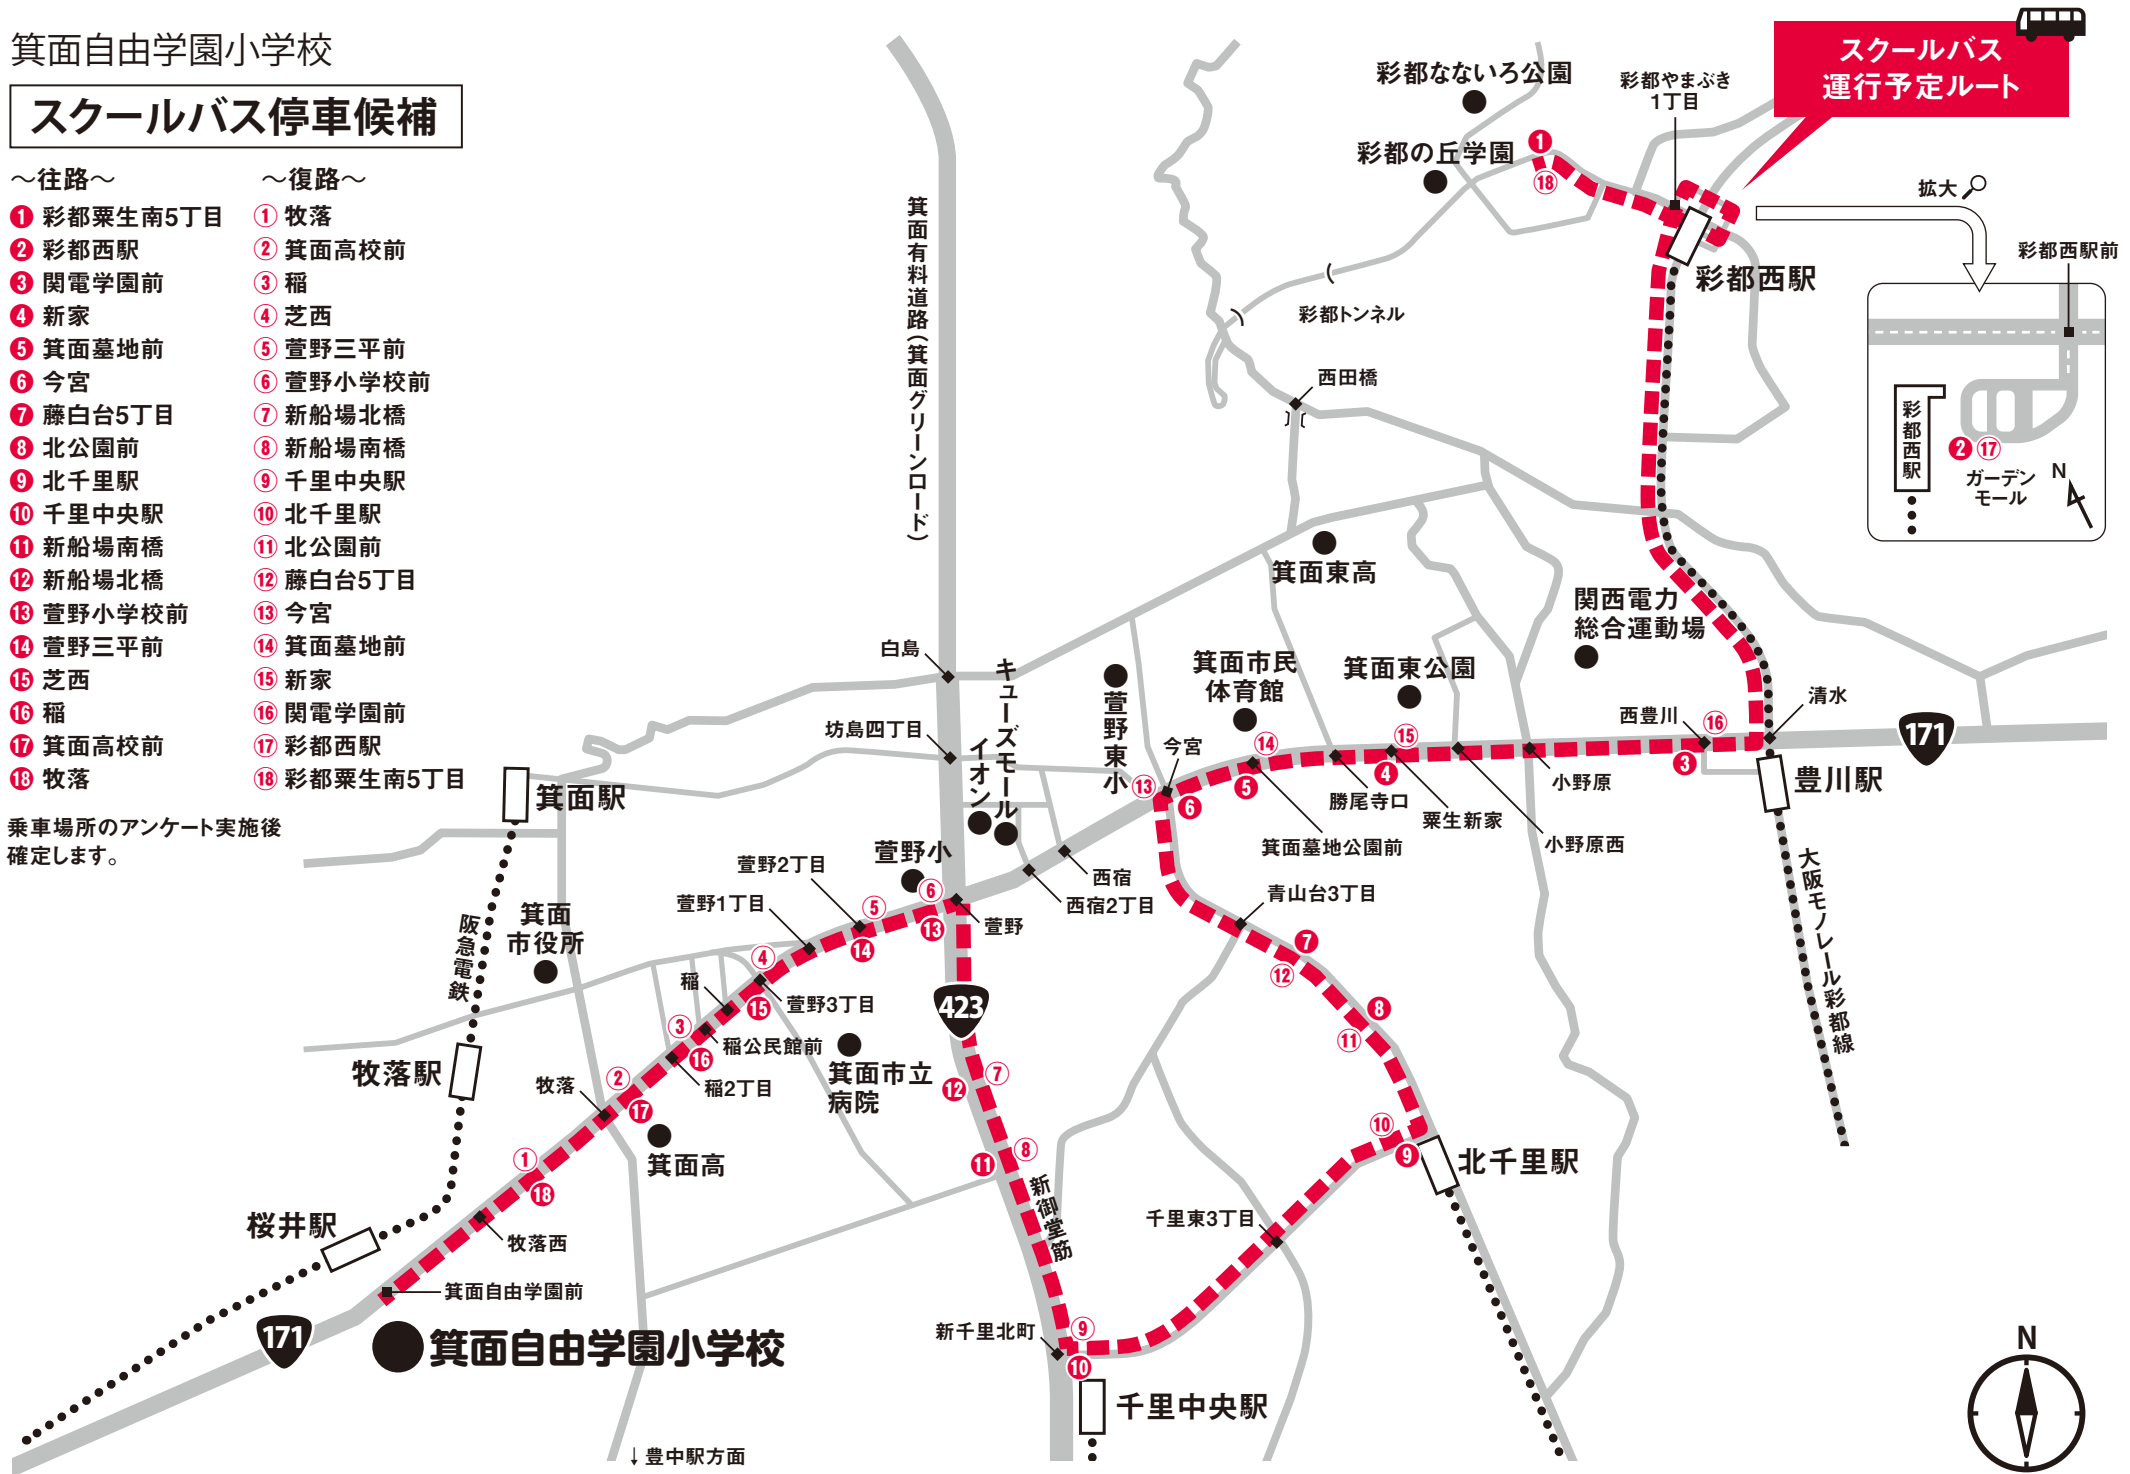 箕面自由学園小学校
スクールバス停車候補
～往路～
❶ 彩都粟生南5丁目
❷ 彩都西駅
❸ 関電学園前
❹ 新家
❺ 箕面墓地前
❻ 今宮
❼ 藤白台5丁目
❽ 北公園前
❾ 北千里駅
❿ 千里中央駅
⓫ 新船場南橋
⓬ 新船場北橋
⓭ 萱野小学校前
⓮ 萱野三平前
⓯ 芝西
⓰ 稲
⓱ 箕面高校前
⓲ 牧落
～復路～
① 牧落
② 箕面高校前
③ 稲
④ 芝西
⑤ 萱野三平前
⑥ 萱野小学校前
⑦ 新船場北橋
⑧ 新船場南橋
⑨ 千里中央駅
⑩ 北千里駅
⑪ 北公園前
⑫ 藤白台5丁目
⑬ 今宮
⑭ 箕面墓地前
⑮ 新家
⑯ 関電学園前
⑰ 彩都西駅
⑱ 彩都粟生南5丁目
乗車場所のアンケート実施後
確定します。
スクールバス
運行予定ルート
彩都なないろ公園
彩都やまぶき
1丁目
彩都の丘学園
❶
⑱
彩都西駅
拡大
彩都西駅前
彩都西駅
❷ ⑰
ガーデン
モール
N
箕面有料道路(箕面グリーンロード)
彩都トンネル
西田橋
箕面東高
関西電力
総合運動場
白島
キューズモール
イオン
坊島四丁目
萱野東小
箕面市民
体育館
箕面東公園
今宮
⑭
⑮
西豊川
⑯
清水
171
⑬
❻
❺
❹
❸
勝尾寺口
粟生新家
小野原
豊川駅
箕面墓地公園前
小野原西
大阪モノレール彩都線
箕面駅
萱野小
萱野2丁目
萱野1丁目
⑤
⑥
⓭
⓮
萱野
西宿
西宿2丁目
青山台3丁目
阪急電鉄
箕面
市役所
④
稲
⓯
萱野3丁目
423
❼
⑫
❽
⑪
③
⓰
稲公民館前
稲2丁目
箕面市立
病院
牧落駅
牧落
②
⓱
箕面高
⑦
⓬
⑧
⓫
新御堂筋
⑩
❾
北千里駅
①
⓲
桜井駅
牧落西
千里東3丁目
箕面自由学園前
171
箕面自由学園小学校
新千里北町
⑨
❿
千里中央駅
↓豊中駅方面
N